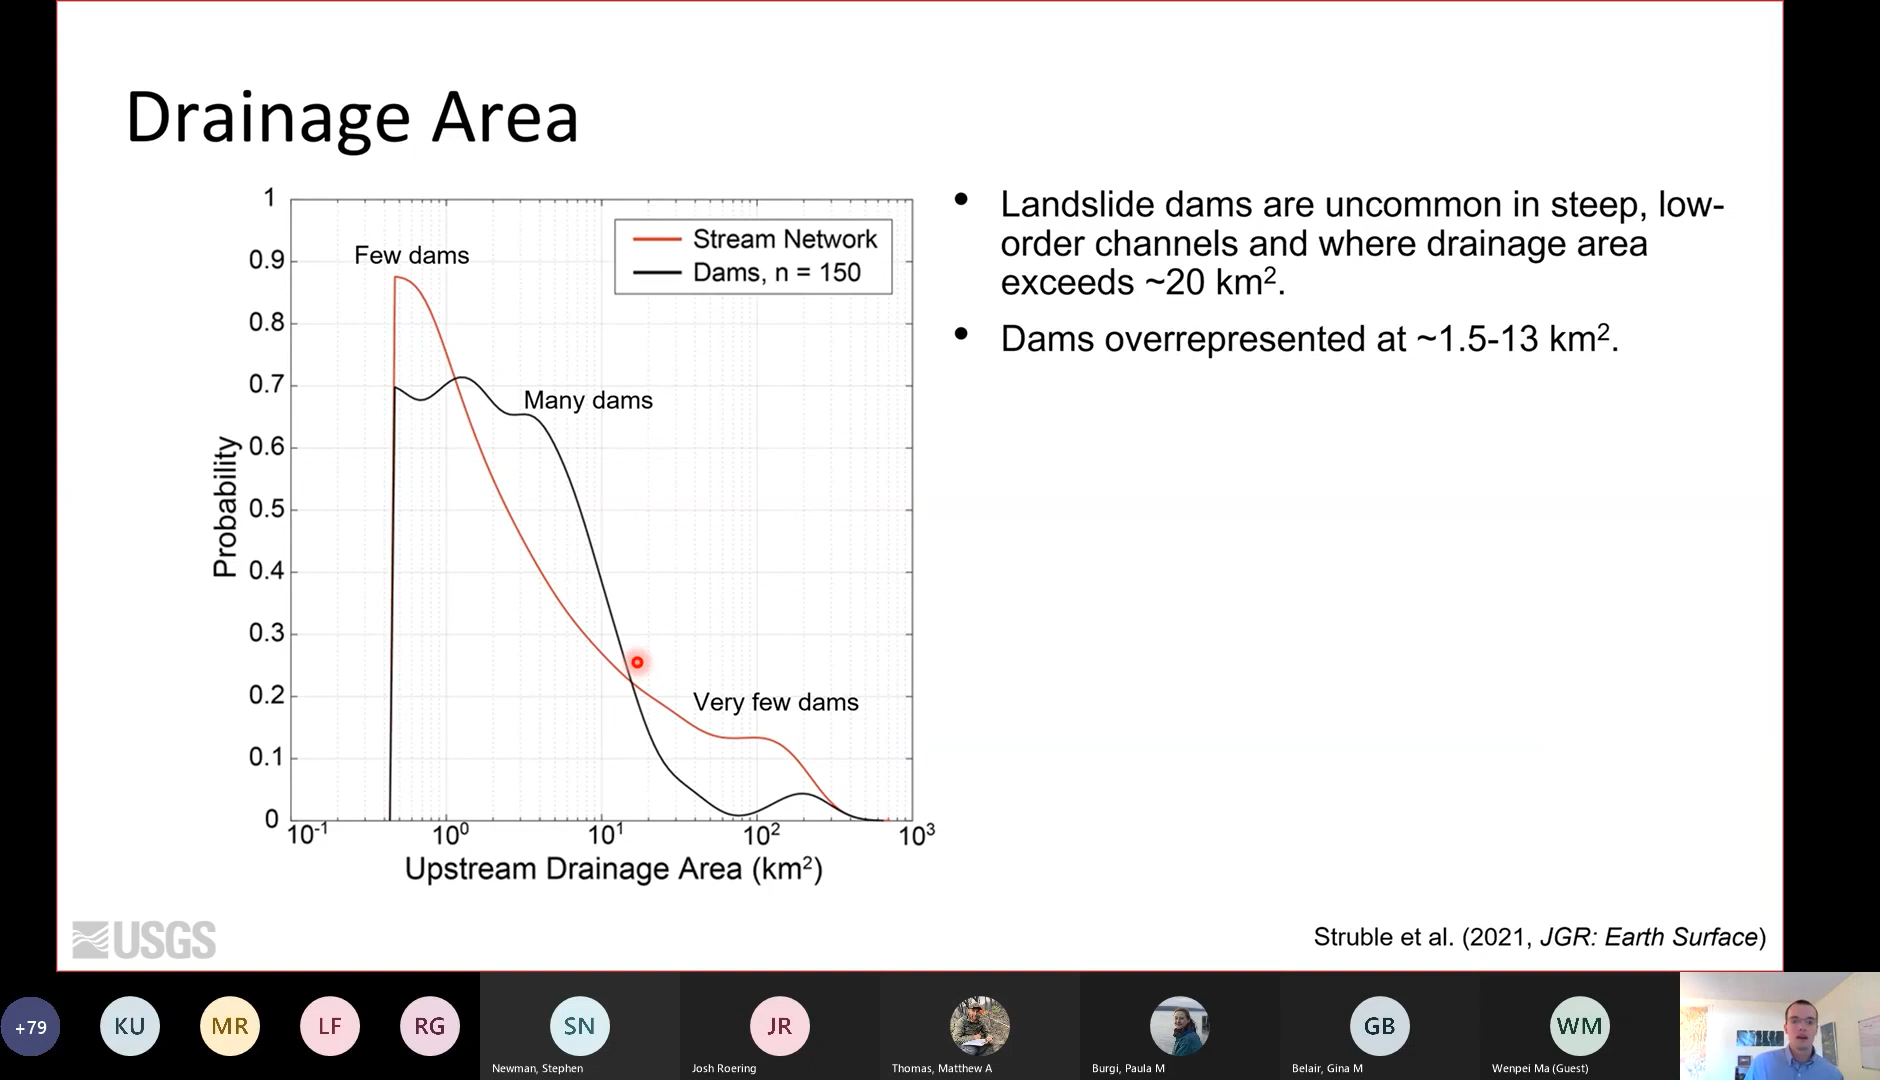 Drainage Area
1
0.9
0.8
0.7
0.6
0.5
0.4
0.3
0.2
0.1
0
Probability
Few dams
Many dams
Very few dams
Stream Network
Dams, n = 150
10-1
100
101
102
103
Upstream Drainage Area (km2)
• Landslide dams are uncommon in steep, low-
order channels and where drainage area
exceeds ~20 km2.
• Dams overrepresented at ~1.5-13 km2.
USGS
Struble et al. (2021, JGR: Earth Surface)
+79
KU
MR
LF
RG
SN
Newman, Stephen
JR
Josh Roering
Thomas, Matthew A
Burgi, Paula M
GB
Belair, Gina M
WM
Wenpei Ma (Guest)